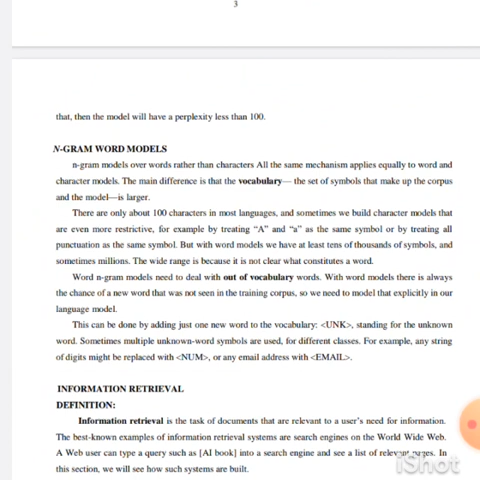 3
that, then the model will have a perplexity less than 100.
N-GRAM WORD MODELS
n-gram models over words rather than characters All the same mechanism applies equally to word and
character models. The main difference is that the vocabulary— the set of symbols that make up the corpus
and the model—is larger.
There are only about 100 characters in most languages, and sometimes we build character models that
are even more restrictive, for example by treating “A” and “a” as the same symbol or by treating all
punctuation as the same symbol. But with word models we have at least tens of thousands of symbols, and
sometimes millions. The wide range is because it is not clear what constitutes a word.
Word n-gram models need to deal with out of vocabulary words. With word models there is always
the chance of a new word that was not seen in the training corpus, so we need to model that explicitly in our
language model.
This can be done by adding just one new word to the vocabulary: <UNK>, standing for the unknown
word. Sometimes multiple unknown-word symbols are used, for different classes. For example, any string
of digits might be replaced with <NUM>, or any email address with <EMAIL>.
INFORMATION RETRIEVAL
DEFINITION:
Information retrieval is the task of documents that are relevant to a user’s need for information.
The best-known examples of information retrieval systems are search engines on the World Wide Web.
A Web user can type a query such as [AI book] into a search engine and see a list of relevant pages. In
this section, we will see how such systems are built.
iShot